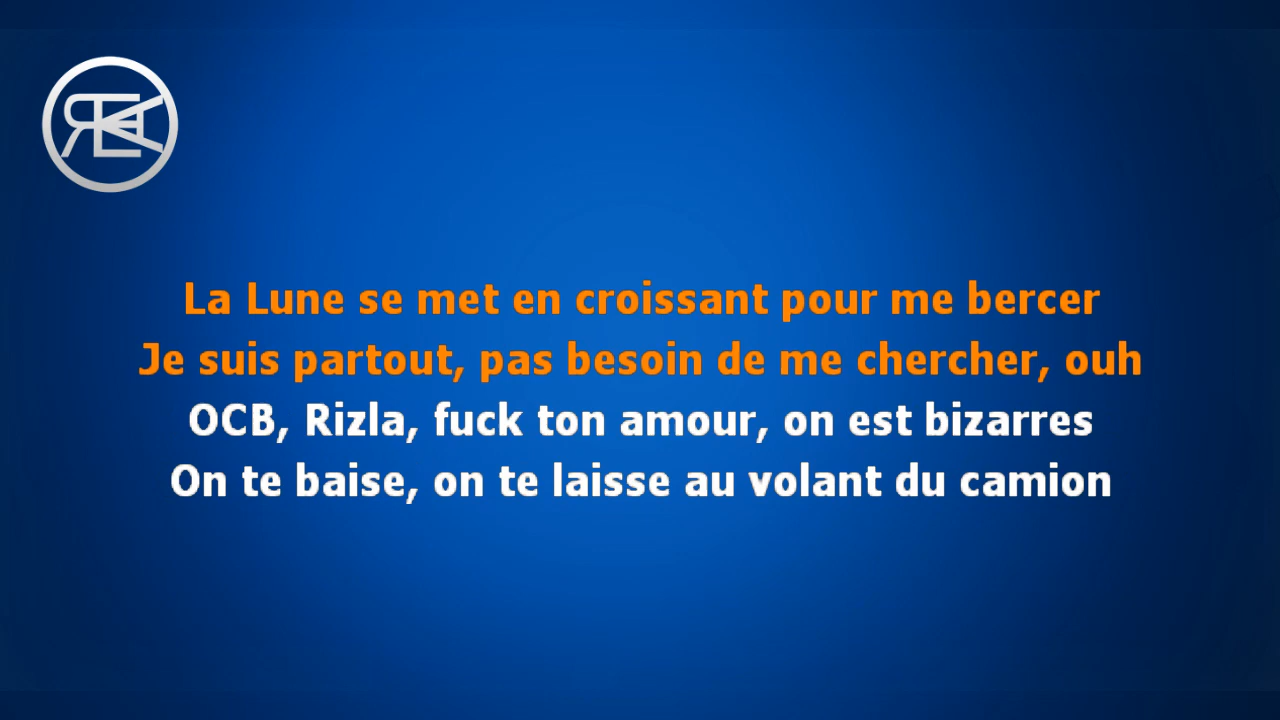 La Lune se met en croissant pour me bercer
Je suis partout, pas besoin de me chercher, ouh
OCB, Rizla, fuck ton amour, on est bizarres
On te baise, on te laisse au volant du camion